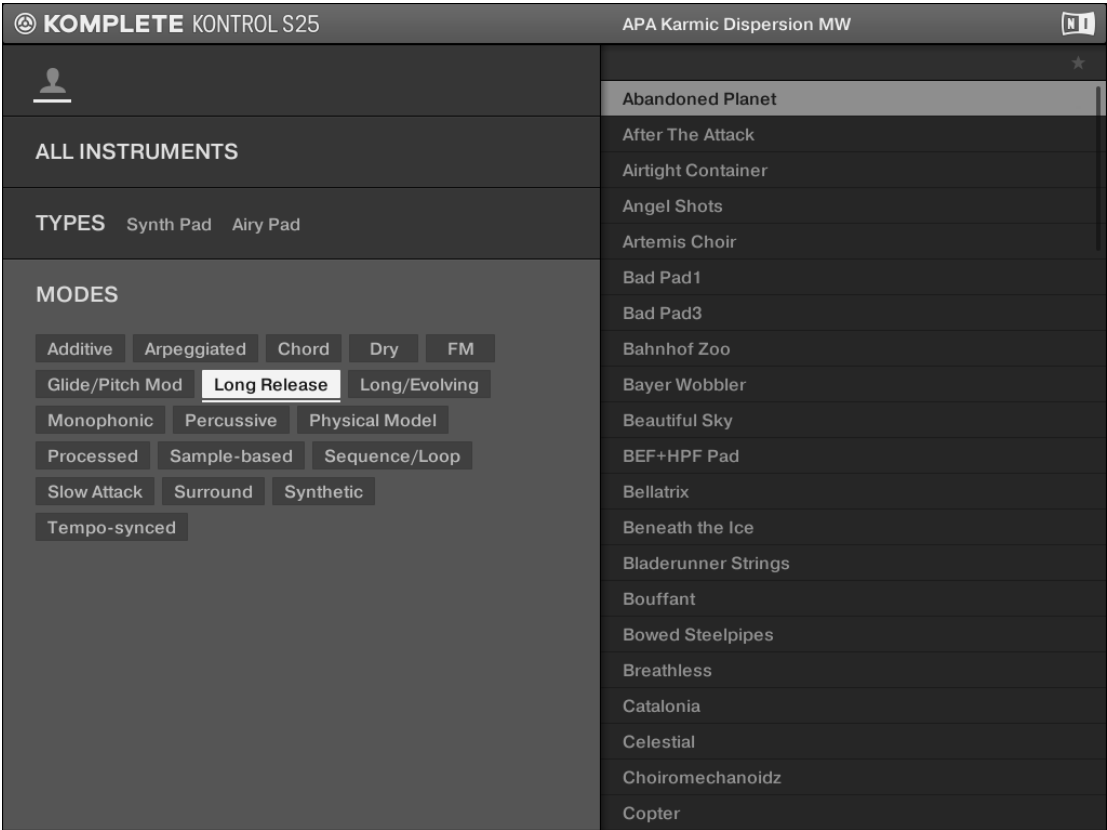 KOMPLETE KONTROL S25
APA Karmic Dispersion MW
NI
ALL INSTRUMENTS
TYPES Synth Pad Airy Pad
MODES
Additive Arpeggiated Chord Dry FM
Glide/Pitch Mod Long Release Long/Evolving
Monophonic Percussive Physical Model
Processed Sample-based Sequence/Loop
Slow Attack Surround Synthetic
Tempo-synced
Abandoned Planet
After The Attack
Airtight Container
Angel Shots
Artemis Choir
Bad Pad1
Bad Pad3
Bahnhof Zoo
Bayer Wobbler
Beautiful Sky
BEF+HPF Pad
Bellatrix
Beneath the Ice
Bladerunner Strings
Bouffant
Bowed Steelpipes
Breathless
Catalonia
Celestial
Choiromechanoidz
Copter